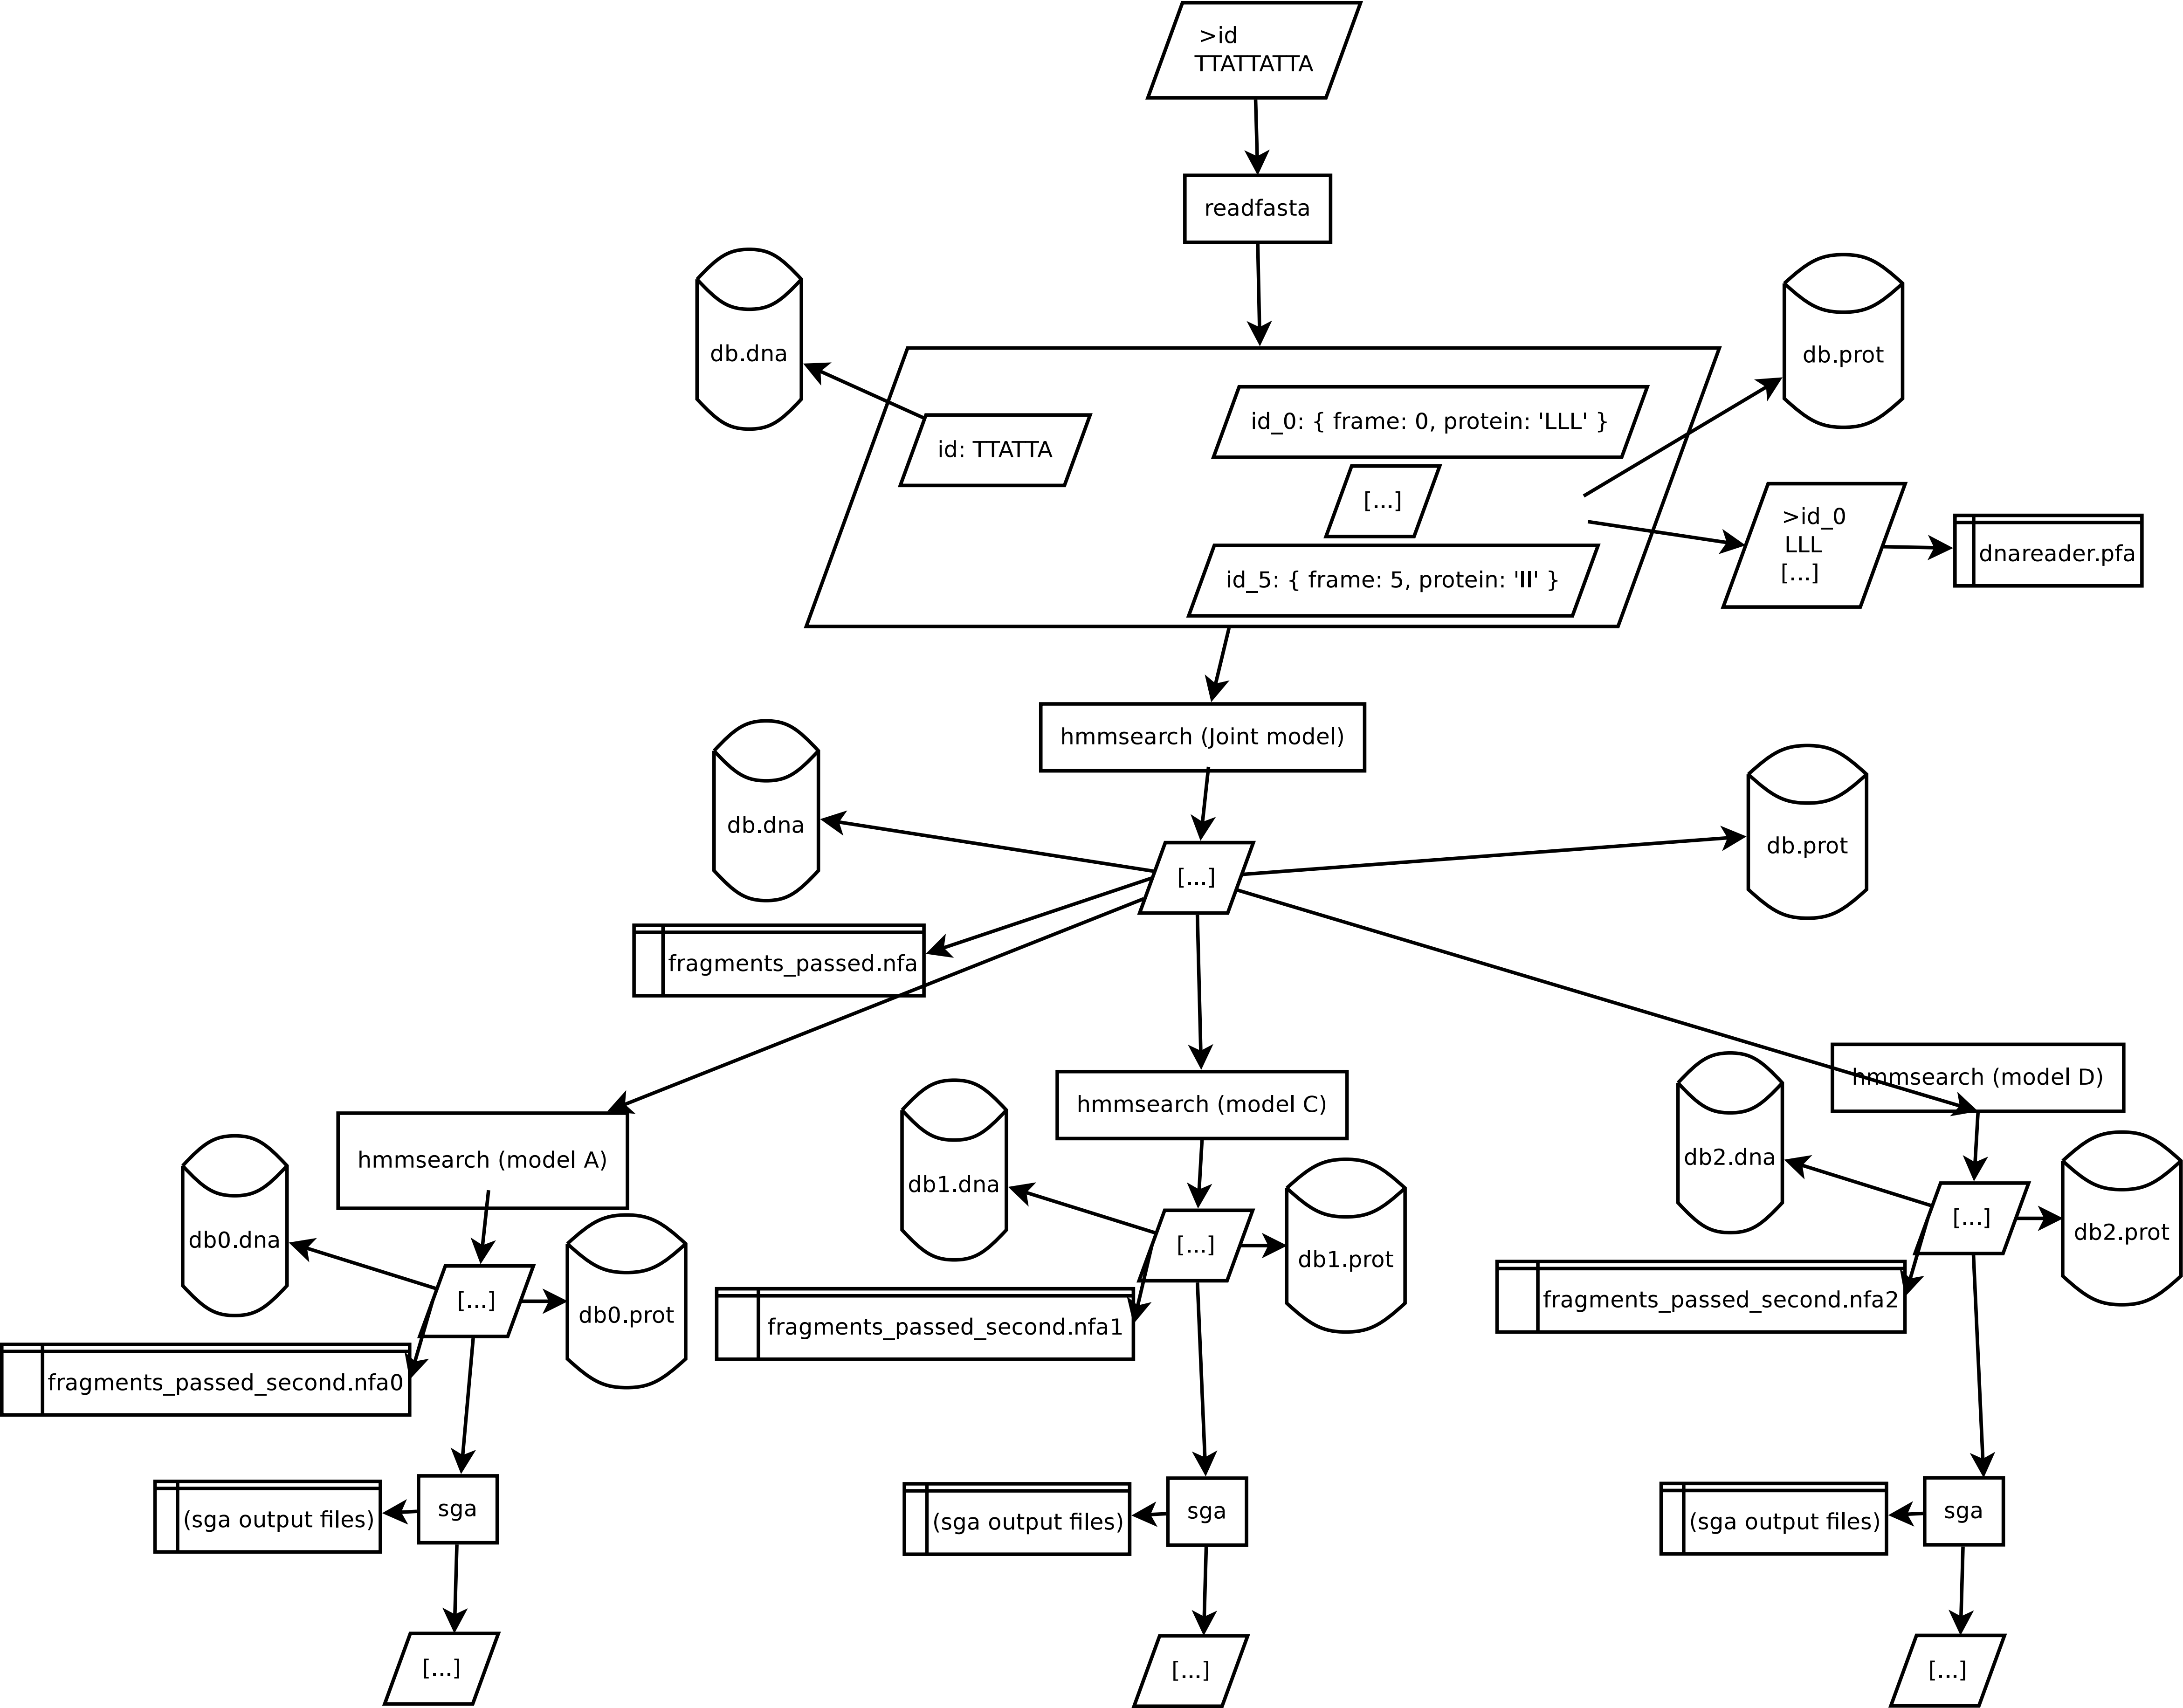 >id
TTATTATTA
readfasta
db.dna
db.prot
id: TTATTA
id_0: { frame: 0, protein: 'LLL' }
[...]
id_5: { frame: 5, protein: 'II' }
>id_0
LLL
[...]
dnareader.pfa
hmmsearch (Joint model)
db.dna
[...]
db.prot
fragments_passed.nfa
hmmsearch (model A)
db0.dna
[...]
db0.prot
fragments_passed_second.nfa0
(sga output files)
sga
[...]
hmmsearch (model C)
db1.dna
[...]
db1.prot
fragments_passed_second.nfa1
(sga output files)
sga
[...]
hmmsearch (model D)
db2.dna
[...]
db2.prot
fragments_passed_second.nfa2
(sga output files)
sga
[...]